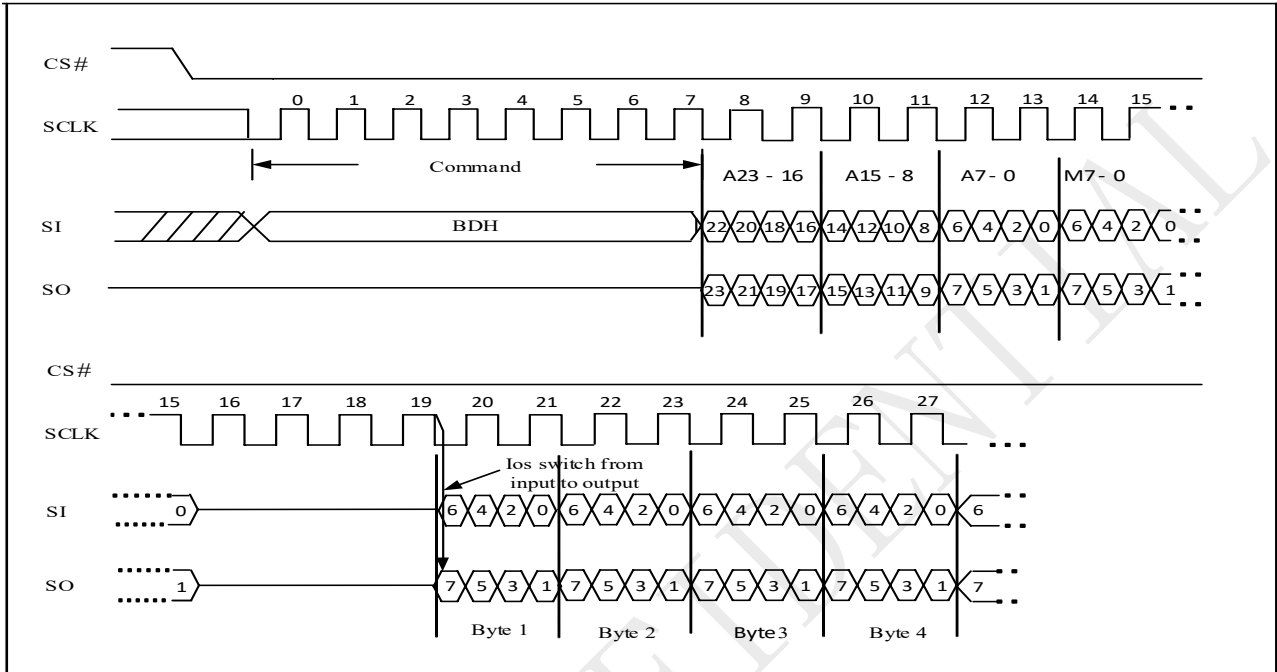 CS#
0 1 2 3 4 5 6 7 8 9 10 11 12 13 14 15
SCLK
Command
A23 - 16 A15 - 8 A7 - 0 M7 - 0
SI BDH 22 20 18 16 14 12 10 8 6 4 2 0 6 4 2 0
SO 23 21 19 17 15 13 11 9 7 5 3 1 7 5 3 1
CS#
15 16 17 18 19 20 21 22 23 24 25 26 27
SCLK
Ios switch from
input to output
SI 0 6 4 2 0 6 4 2 0 6 4 2 0 6 4 2 0 6
SO 1 7 5 3 1 7 5 3 1 7 5 3 1 7 5 3 1 7
Byte 1 Byte 2 Byte3 Byte 4